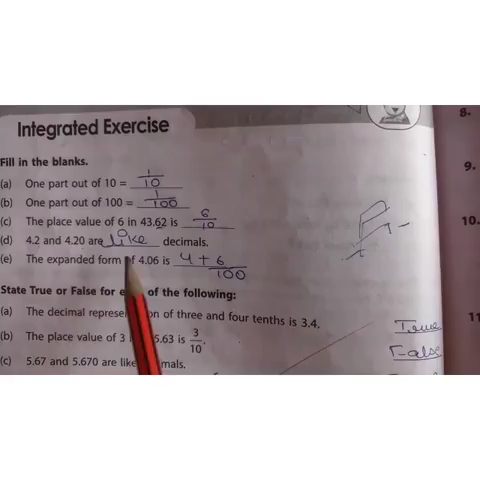 Integrated Exercise
8.
Fill in the blanks.
9.
(a) One part out of 10 = 1/10
(b) One part out of 100 = 1/100
(c) The place value of 6 in 43.62 is 6/10
10.
(d) 4.2 and 4.20 are like decimals.
(e) The expanded form of 4.06 is 4 + 6/100
State True or False for of the following:
(a) The decimal of three and four tenths is 3.4.
11
True
(b) The place value of 3 5.63 is 3/10.
False
(c) 5.67 and 5.670 are like